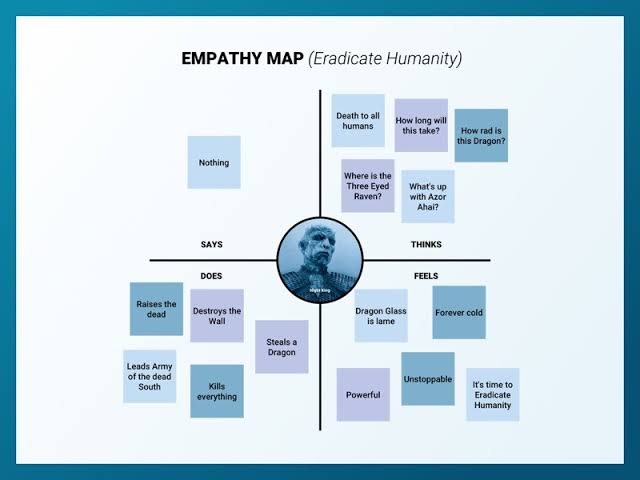 EMPATHY MAP (Eradicate Humanity)
Nothing
SAYS
Death to all
humans
How long will
this take?
How rad is
this Dragon?
Where is the
Three Eyed
Raven?
What's up
with Azor
Ahai?
THINKS
Night King
DOES
Raises the
dead
Destroys the
Wall
Steals a
Dragon
Leads Army
of the dead
South
Kills
everything
FEELS
Dragon Glass
is lame
Forever cold
Powerful
Unstoppable
It's time to
Eradicate
Humanity